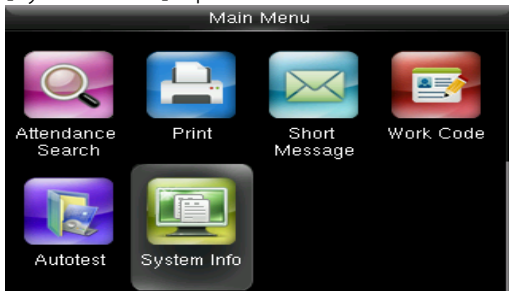 Main Menu
Attendance Search
Print
Short Message
Work Code
Autotest
System Info